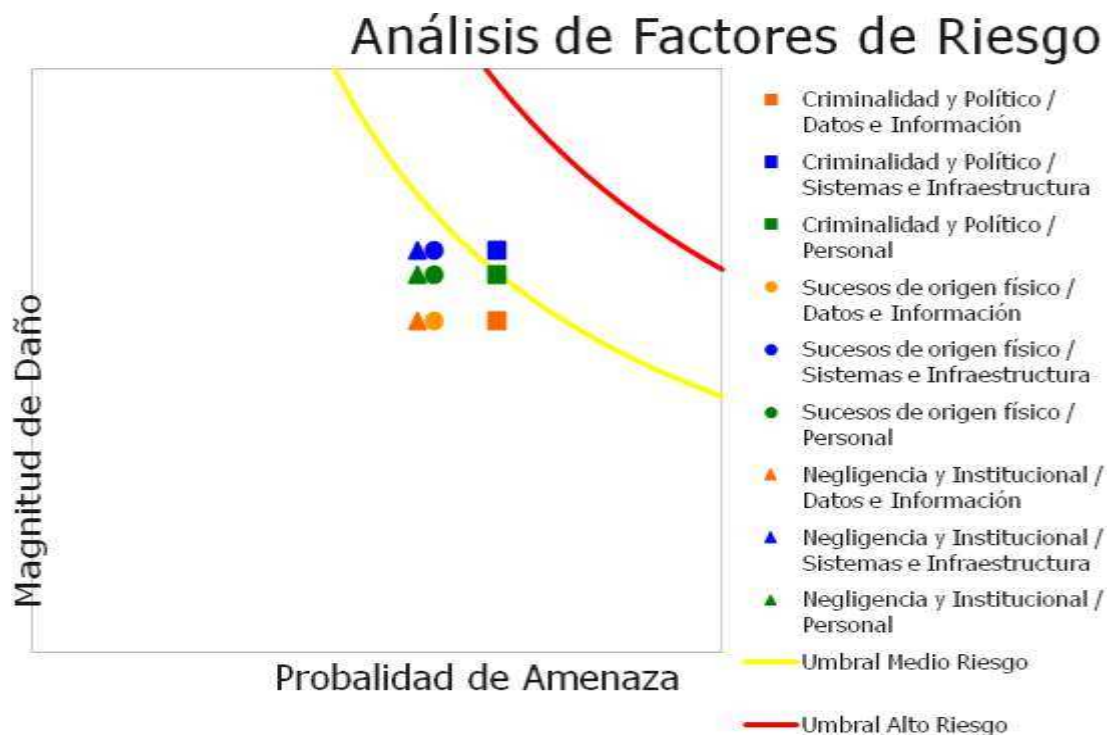 Análisis de Factores de Riesgo
Magnitud de Daño
Probalidad de Amenaza
Criminalidad y Político /
Datos e Información
Criminalidad y Político /
Sistemas e Infraestructura
Criminalidad y Político /
Personal
Sucesos de origen físico /
Datos e Información
Sucesos de origen físico /
Sistemas e Infraestructura
Sucesos de origen físico /
Personal
Negligencia y Institucional /
Datos e Información
Negligencia y Institucional /
Sistemas e Infraestructura
Negligencia y Institucional /
Personal
Umbral Medio Riesgo
Umbral Alto Riesgo